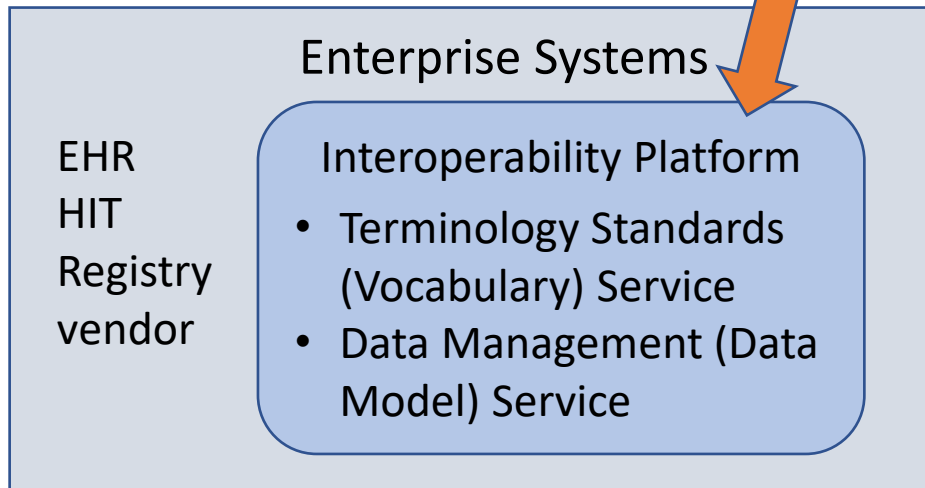 Enterprise Systems
EHR
HIT
Registry
vendor
Interoperability Platform
• Terminology Standards
(Vocabulary) Service
• Data Management (Data
Model) Service